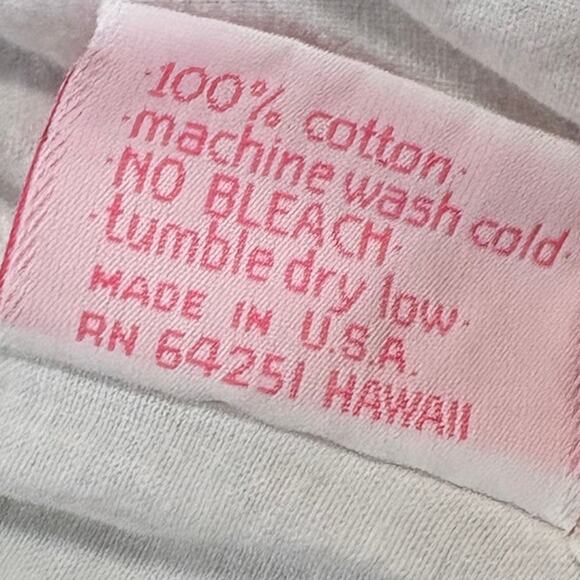 ·100% cotton·
·machine wash cold·
·NO BLEACH·
·tumble dry low·
MADE IN U.S.A.
RN 64251 HAWAII